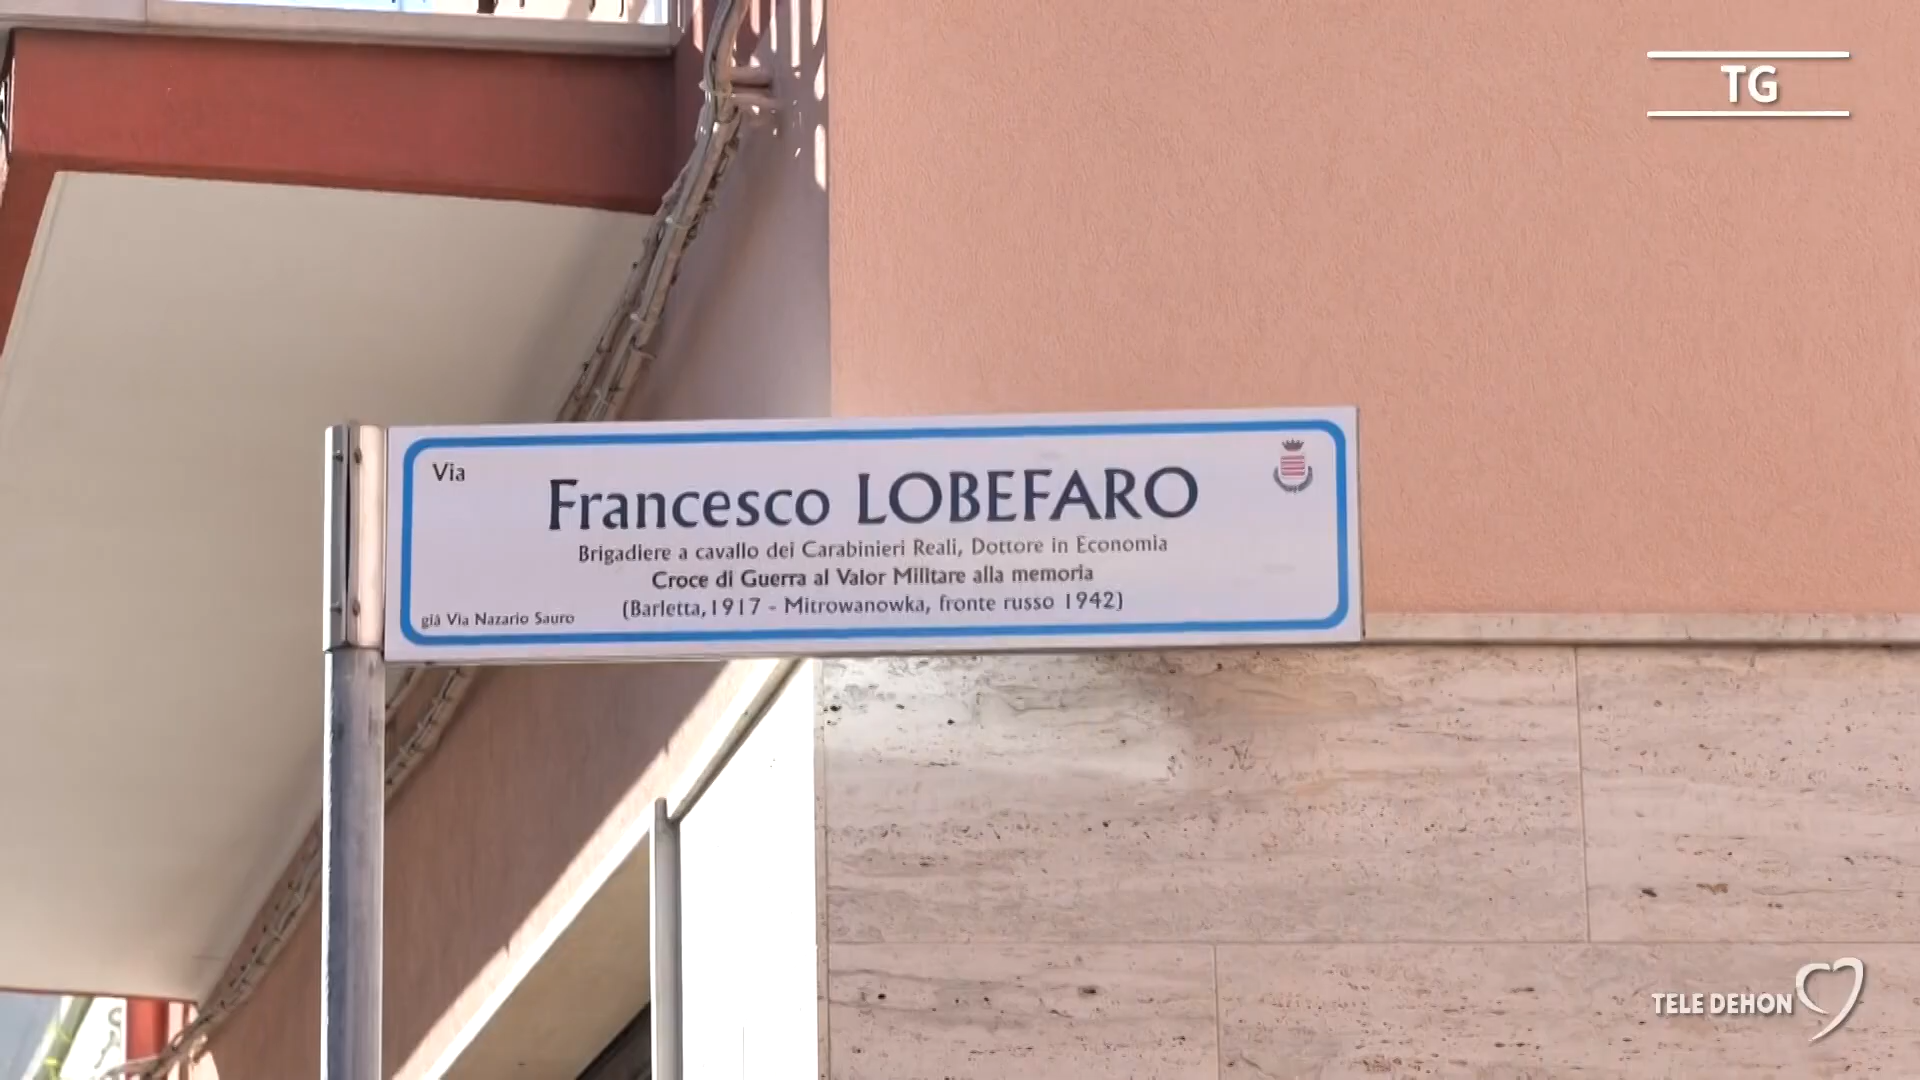 TG
Via
Francesco LOBEFARO
Brigadiere a cavallo dei Carabinieri Reali, Dottore in Economia
Croce di Guerra al Valor Militare alla memoria
(Barletta, 1917 - Mitrowanowka, fronte russo 1942)
già Via Nazario Sauro
TELE DEHON